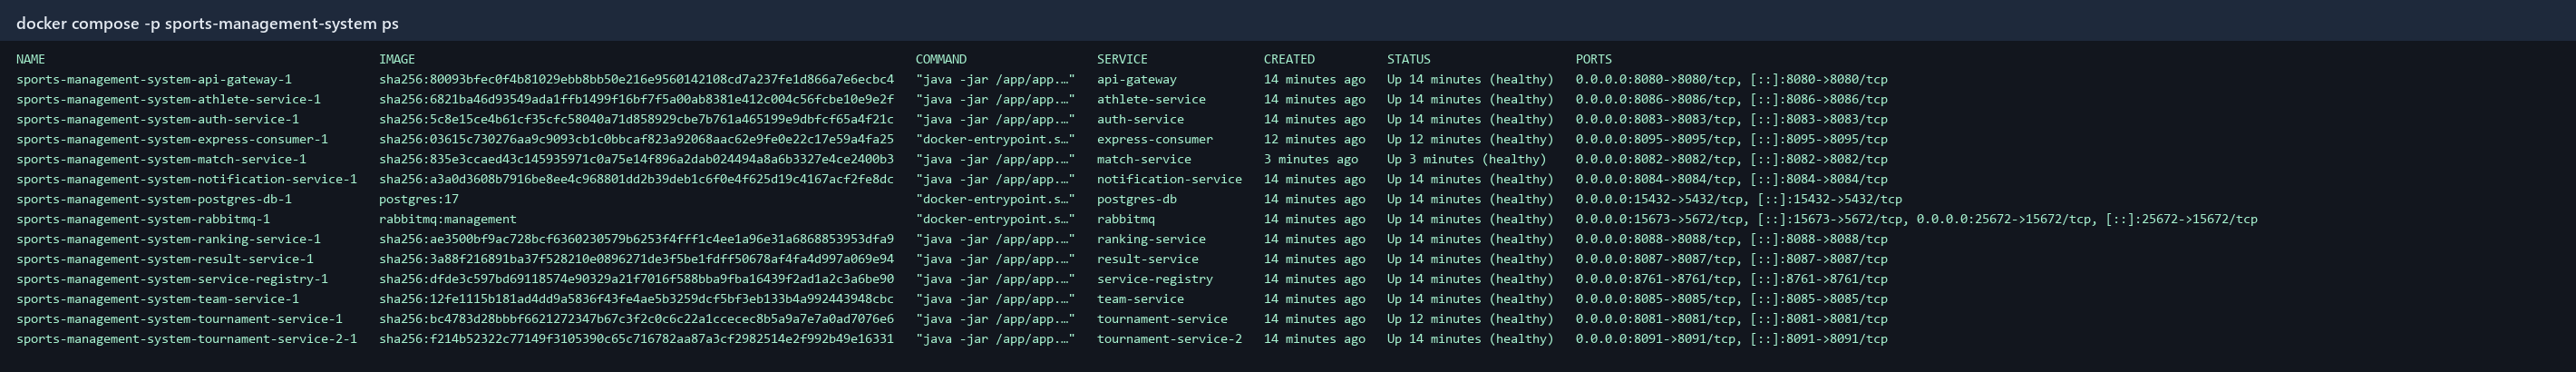 docker compose -p sports-management-system ps
NAME IMAGE COMMAND SERVICE CREATED STATUS PORTS
sports-management-system-api-gateway-1 sha256:80093bfec0f4b81029ebb8bb50e216e9560142108cd7a237fe1d866a7e6ecbc4 "java -jar /app/app.…" api-gateway 14 minutes ago Up 14 minutes (healthy) 0.0.0.0:8080->8080/tcp, [::]:8080->8080/tcp
sports-management-system-athlete-service-1 sha256:6821ba46d93549ada1ffb1499f16bf7f5a00ab8381e412c004c56fcbe10e9e2f "java -jar /app/app.…" athlete-service 14 minutes ago Up 14 minutes (healthy) 0.0.0.0:8086->8086/tcp, [::]:8086->8086/tcp
sports-management-system-auth-service-1 sha256:5c8e15ce4b61cf35cfc58040a71d858929cbe7b761a465199e9dbfcf65a4f21c "java -jar /app/app.…" auth-service 14 minutes ago Up 14 minutes (healthy) 0.0.0.0:8083->8083/tcp, [::]:8083->8083/tcp
sports-management-system-express-consumer-1 sha256:03615c730276aa9c9093cb1c0bbcaf823a92068aac62e9fe0e22c17e59a4fa25 "docker-entrypoint.s…" express-consumer 12 minutes ago Up 12 minutes (healthy) 0.0.0.0:8095->8095/tcp, [::]:8095->8095/tcp
sports-management-system-match-service-1 sha256:835e3ccaed43c145935971c0a75e14f896a2dab024494a8a6b3327e4ce2400b3 "java -jar /app/app.…" match-service 3 minutes ago Up 3 minutes (healthy) 0.0.0.0:8082->8082/tcp, [::]:8082->8082/tcp
sports-management-system-notification-service-1 sha256:a3a0d3608b7916be8ee4c968801dd2b39deb1c6f0e4f625d19c4167acf2fe8dc "java -jar /app/app.…" notification-service 14 minutes ago Up 14 minutes (healthy) 0.0.0.0:8084->8084/tcp, [::]:8084->8084/tcp
sports-management-system-postgres-db-1 postgres:17 "docker-entrypoint.s…" postgres-db 14 minutes ago Up 14 minutes (healthy) 0.0.0.0:15432->5432/tcp, [::]:15432->5432/tcp
sports-management-system-rabbitmq-1 rabbitmq:management "docker-entrypoint.s…" rabbitmq 14 minutes ago Up 14 minutes (healthy) 0.0.0.0:15673->5672/tcp, [::]:15673->5672/tcp, 0.0.0.0:25672->15672/tcp, [::]:25672->15672/tcp
sports-management-system-ranking-service-1 sha256:ae3500bf9ac728bcf6360230579b6253f4fff1c4ee1a96e31a6868853953dfa9 "java -jar /app/app.…" ranking-service 14 minutes ago Up 14 minutes (healthy) 0.0.0.0:8088->8088/tcp, [::]:8088->8088/tcp
sports-management-system-result-service-1 sha256:3a88f216891ba37f528210e0896271de3f5be1fdff50678af4fa4d997a069e94 "java -jar /app/app.…" result-service 14 minutes ago Up 14 minutes (healthy) 0.0.0.0:8087->8087/tcp, [::]:8087->8087/tcp
sports-management-system-service-registry-1 sha256:dfde3c597bd69118574e90329a21f7016f588bba9fba16439f2ad1a2c3a6be90 "java -jar /app/app.…" service-registry 14 minutes ago Up 14 minutes (healthy) 0.0.0.0:8761->8761/tcp, [::]:8761->8761/tcp
sports-management-system-team-service-1 sha256:12fe1115b181ad4dd9a5836f43fe4ae5b3259dcf5bf3eb133b4a992443948cbc "java -jar /app/app.…" team-service 14 minutes ago Up 14 minutes (healthy) 0.0.0.0:8085->8085/tcp, [::]:8085->8085/tcp
sports-management-system-tournament-service-1 sha256:bc4783d28bbbf6621272347b67c3f2c0c6c22a1ccecec8b5a9a7e7a0ad7076e6 "java -jar /app/app.…" tournament-service 14 minutes ago Up 12 minutes (healthy) 0.0.0.0:8081->8081/tcp, [::]:8081->8081/tcp
sports-management-system-tournament-service-2-1 sha256:f214b52322c77149f3105390c65c716782aa87a3cf2982514e2f992b49e16331 "java -jar /app/app.…" tournament-service-2 14 minutes ago Up 14 minutes (healthy) 0.0.0.0:8091->8091/tcp, [::]:8091->8091/tcp